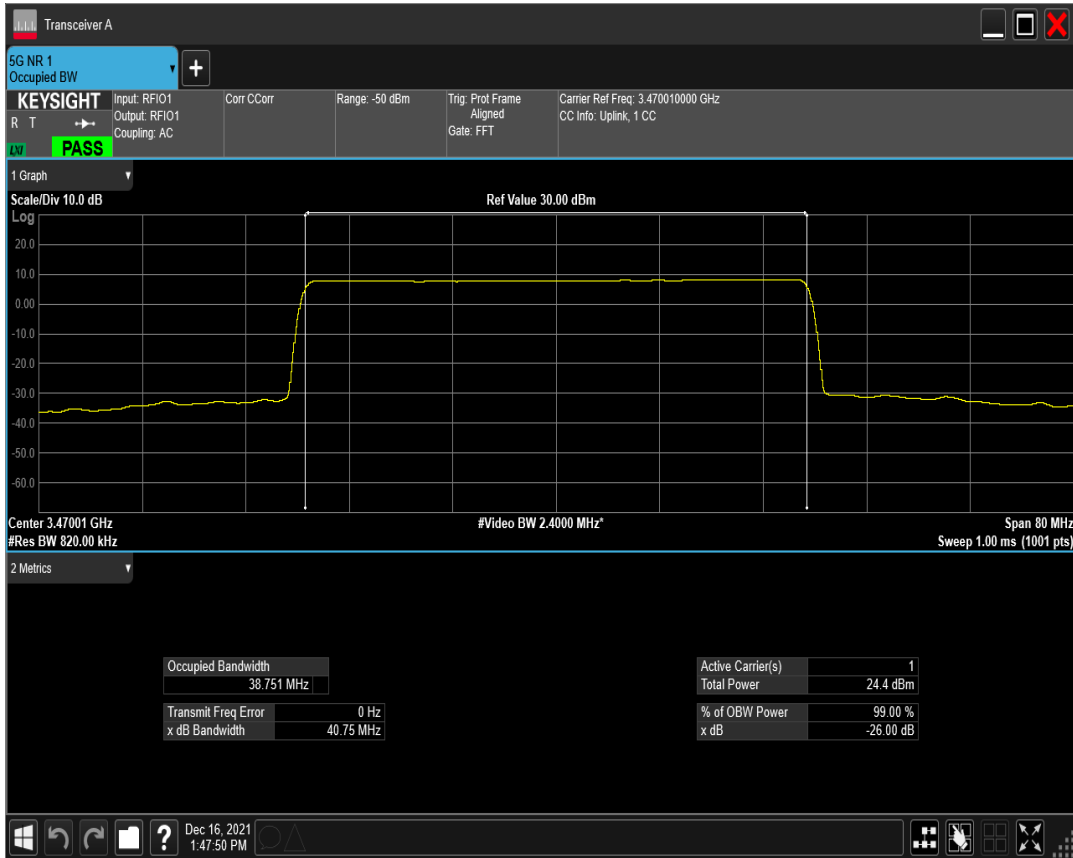 Transceiver A
5G NR 1
Occupied BW
+
KEYSIGHT
R T
LXI
PASS
Input: RFIO1
Output: RFIO1
Coupling: AC
Corr CCorr
Range: -50 dBm
Trig: Prot Frame
Aligned
Gate: FFT
Carrier Ref Freq: 3.470010000 GHz
CC Info: Uplink, 1 CC
1 Graph
Scale/Div 10.0 dB
Ref Value 30.00 dBm
Log
20.0
10.0
0.00
-10.0
-20.0
-30.0
-40.0
-50.0
-60.0
Center 3.47001 GHz
#Video BW 2.4000 MHz*
Span 80 MHz
#Res BW 820.00 kHz
Sweep 1.00 ms (1001 pts)
2 Metrics
Occupied Bandwidth
38.751 MHz
Transmit Freq Error 0 Hz
x dB Bandwidth 40.75 MHz
Active Carrier(s) 1
Total Power 24.4 dBm
% of OBW Power 99.00 %
x dB -26.00 dB
?
Dec 16, 2021
1:47:50 PM